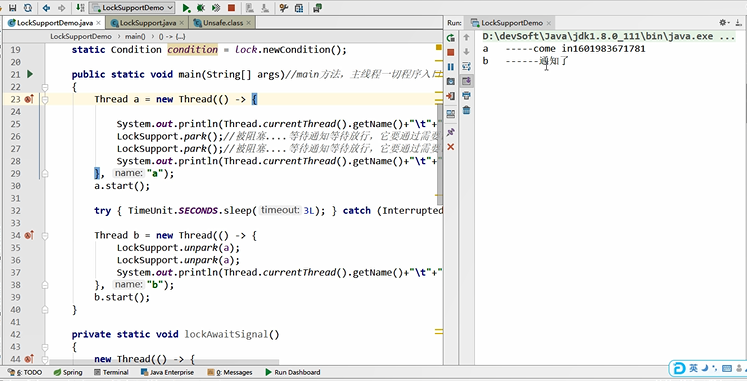 LockSupportDemo
LockSupportDemo.java × LockSupport.java × Unsafe.class ×
LockSupportDemo main() () -> {...}
19 static Condition condition = lock.newCondition();
20
21 public static void main(String[] args)//main方法，主线程一切程序入口
22 {
23 Thread a = new Thread(() -> {
24
25 System.out.println(Thread.currentThread().getName()+"\t"+"
26 LockSupport.park();//被阻塞....等待通知等待放行，它要通过需要
27 LockSupport.park();//被阻塞....等待通知等待放行，它要通过需要
28 System.out.println(Thread.currentThread().getName()+"\t"+"
29 }, name: "a");
30 a.start();
31
32 try { TimeUnit.SECONDS.sleep( timeout: 3L); } catch (Interrupted
33
34 Thread b = new Thread(() -> {
35 LockSupport.unpark(a);
36 LockSupport.unpark(a);
37 System.out.println(Thread.currentThread().getName()+"\t"+"
38 }, name: "b");
39 b.start();
40 }
41
42 private static void lockAwaitSignal()
43 {
44 new Thread(() -> {
Run: LockSupportDemo ×
D:\devSoft\Java\jdk1.8.0_111\bin\java.exe ...
a -----come in1601983671781
b ------通知了
6: TODO Spring Terminal Java Enterprise 0: Messages Run Dashboard
英